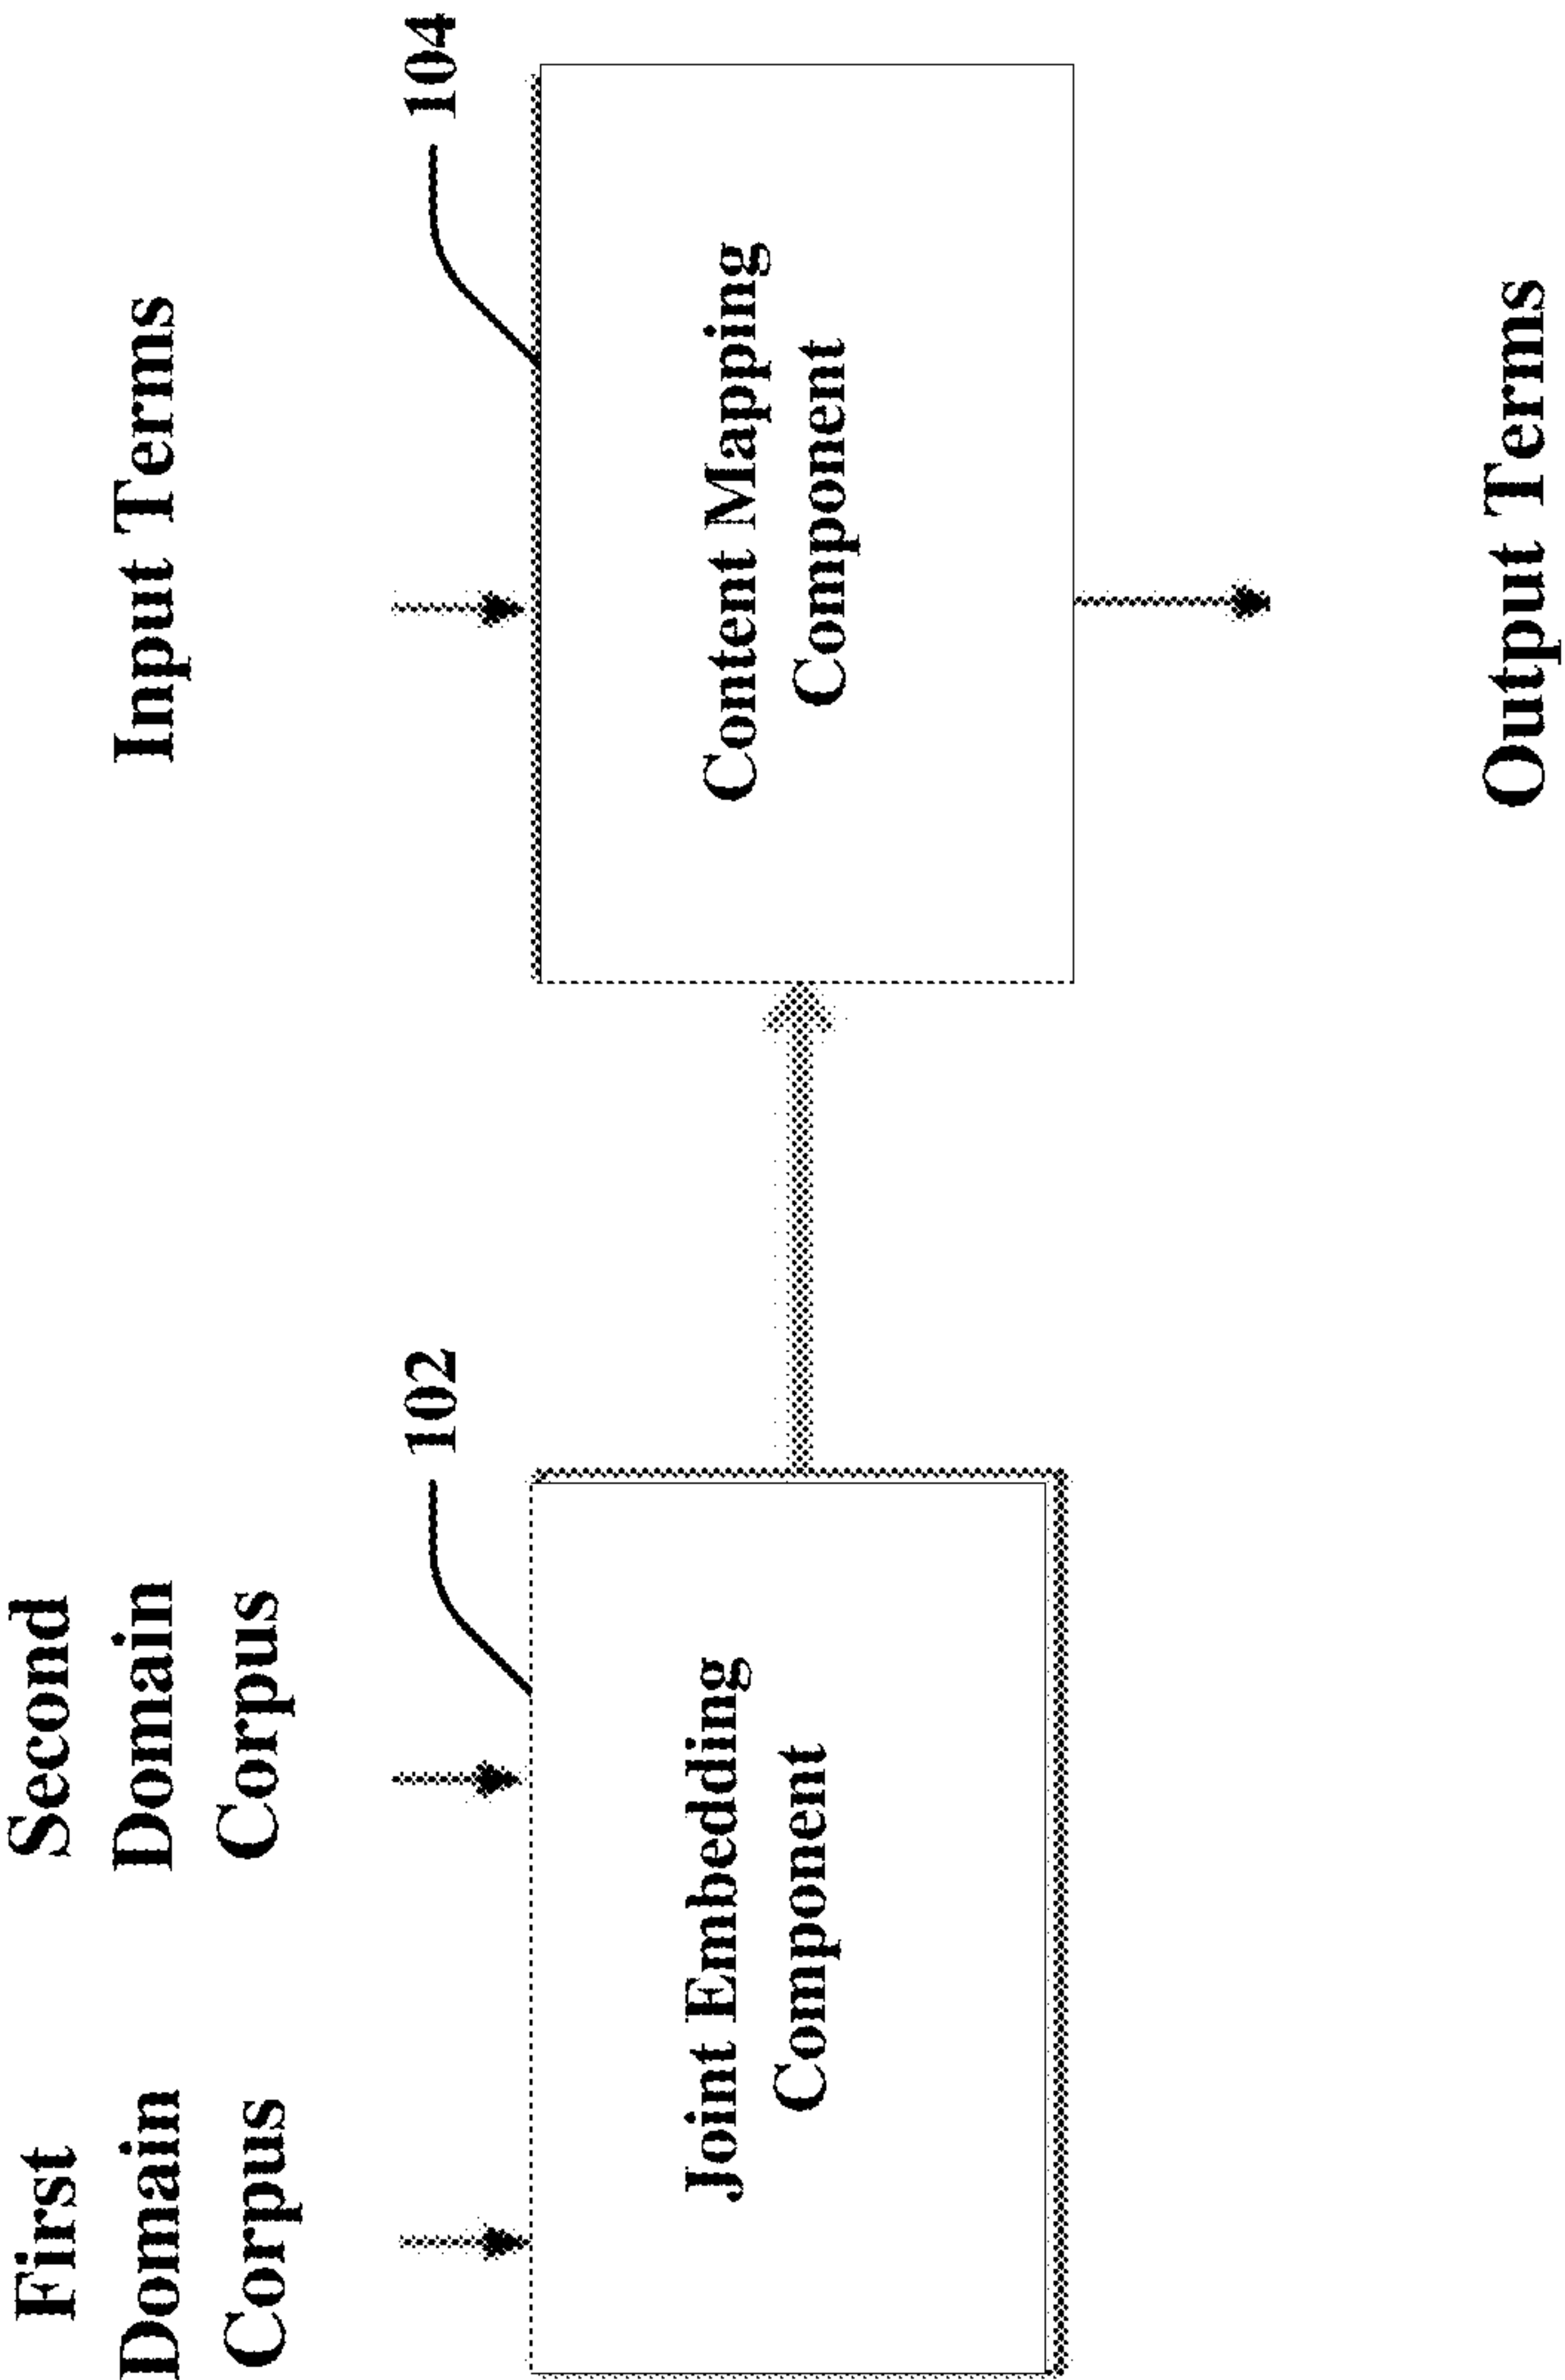 First
Domain
Corpus
Second
Domain
Corpus
Input Terms
102
104
Joint Embedding
Component
Content Mapping
Component
Output Terms